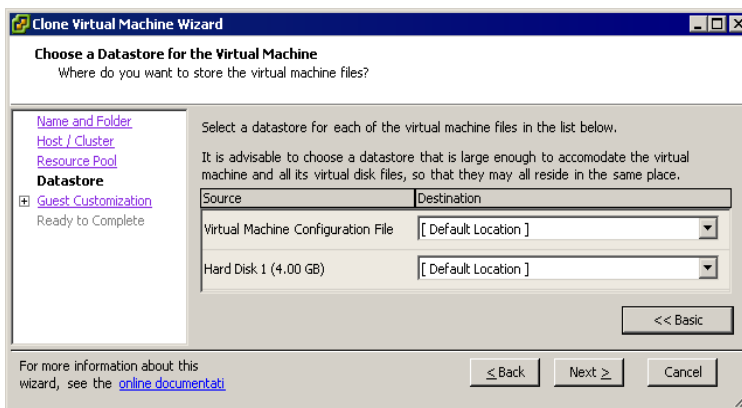 Clone Virtual Machine Wizard
Choose a Datastore for the Virtual Machine
Where do you want to store the virtual machine files?
Name and Folder
Host / Cluster
Resource Pool
Datastore
Guest Customization
Ready to Complete
Select a datastore for each of the virtual machine files in the list below.
It is advisable to choose a datastore that is large enough to accomodate the virtual
machine and all its virtual disk files, so that they may all reside in the same place.
Source Destination
Virtual Machine Configuration File [ Default Location ]
Hard Disk 1 (4.00 GB) [ Default Location ]
<< Basic
For more information about this
wizard, see the online documentati
< Back Next > Cancel